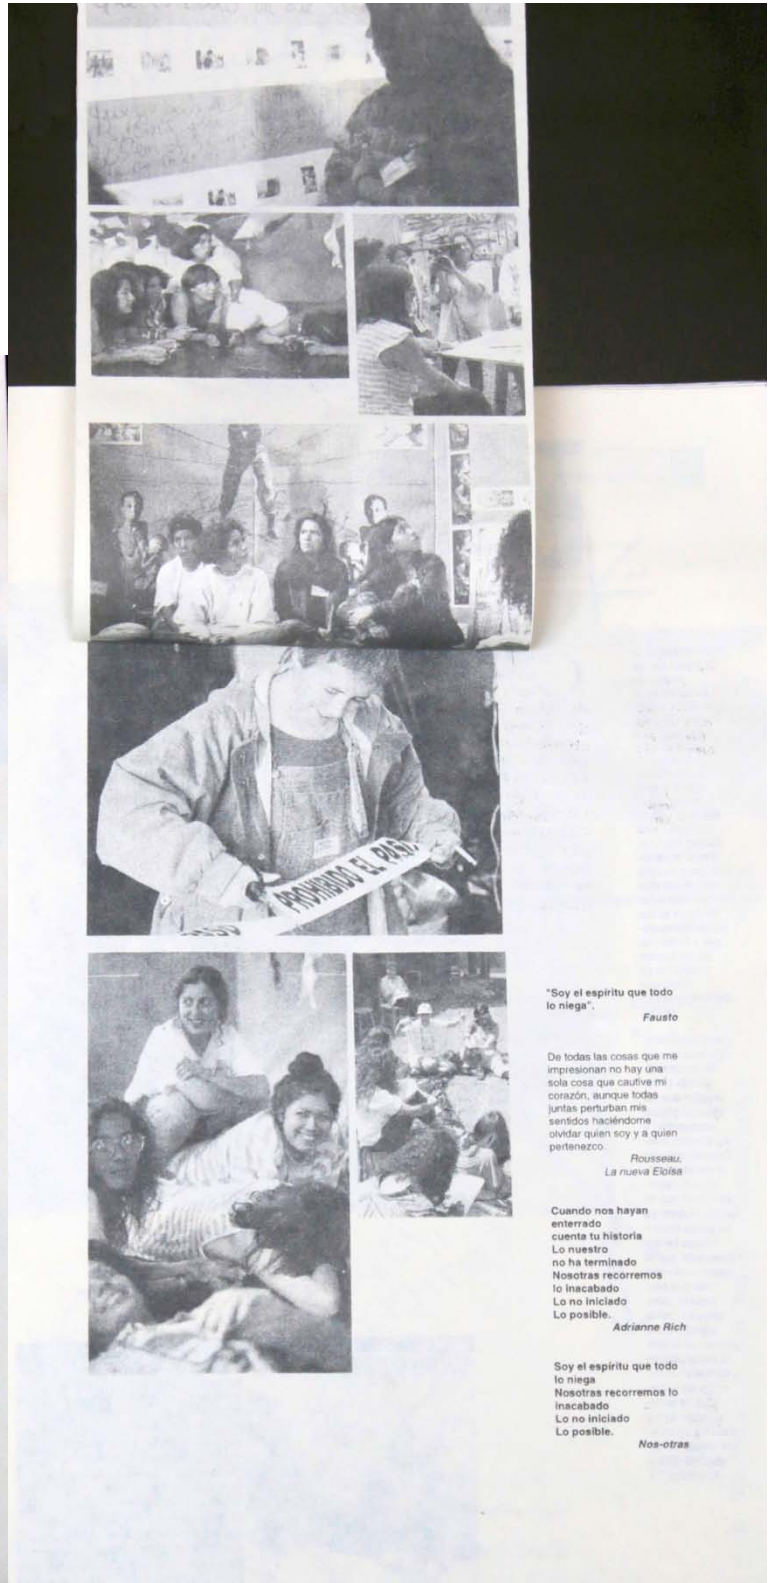 PROHIBIDO EL PAS
"Soy el espíritu que todo
lo niega".
Fausto
De todas las cosas que me
impresionan no hay una
sola cosa que cautive mi
corazón, aunque todas
juntas perturban mis
sentidos haciéndome
olvidar quien soy y a quien
pertenezco.
Rousseau.
La nueva Eloísa
Cuando nos hayan
enterrado
cuenta tu historia
Lo nuestro
no ha terminado
Nosotras recorremos
lo inacabado
Lo no iniciado
Lo posible.
Adrianne Rich
Soy el espíritu que todo
lo niega
Nosotras recorremos lo
inacabado
Lo no iniciado
Lo posible.
Nos-otras